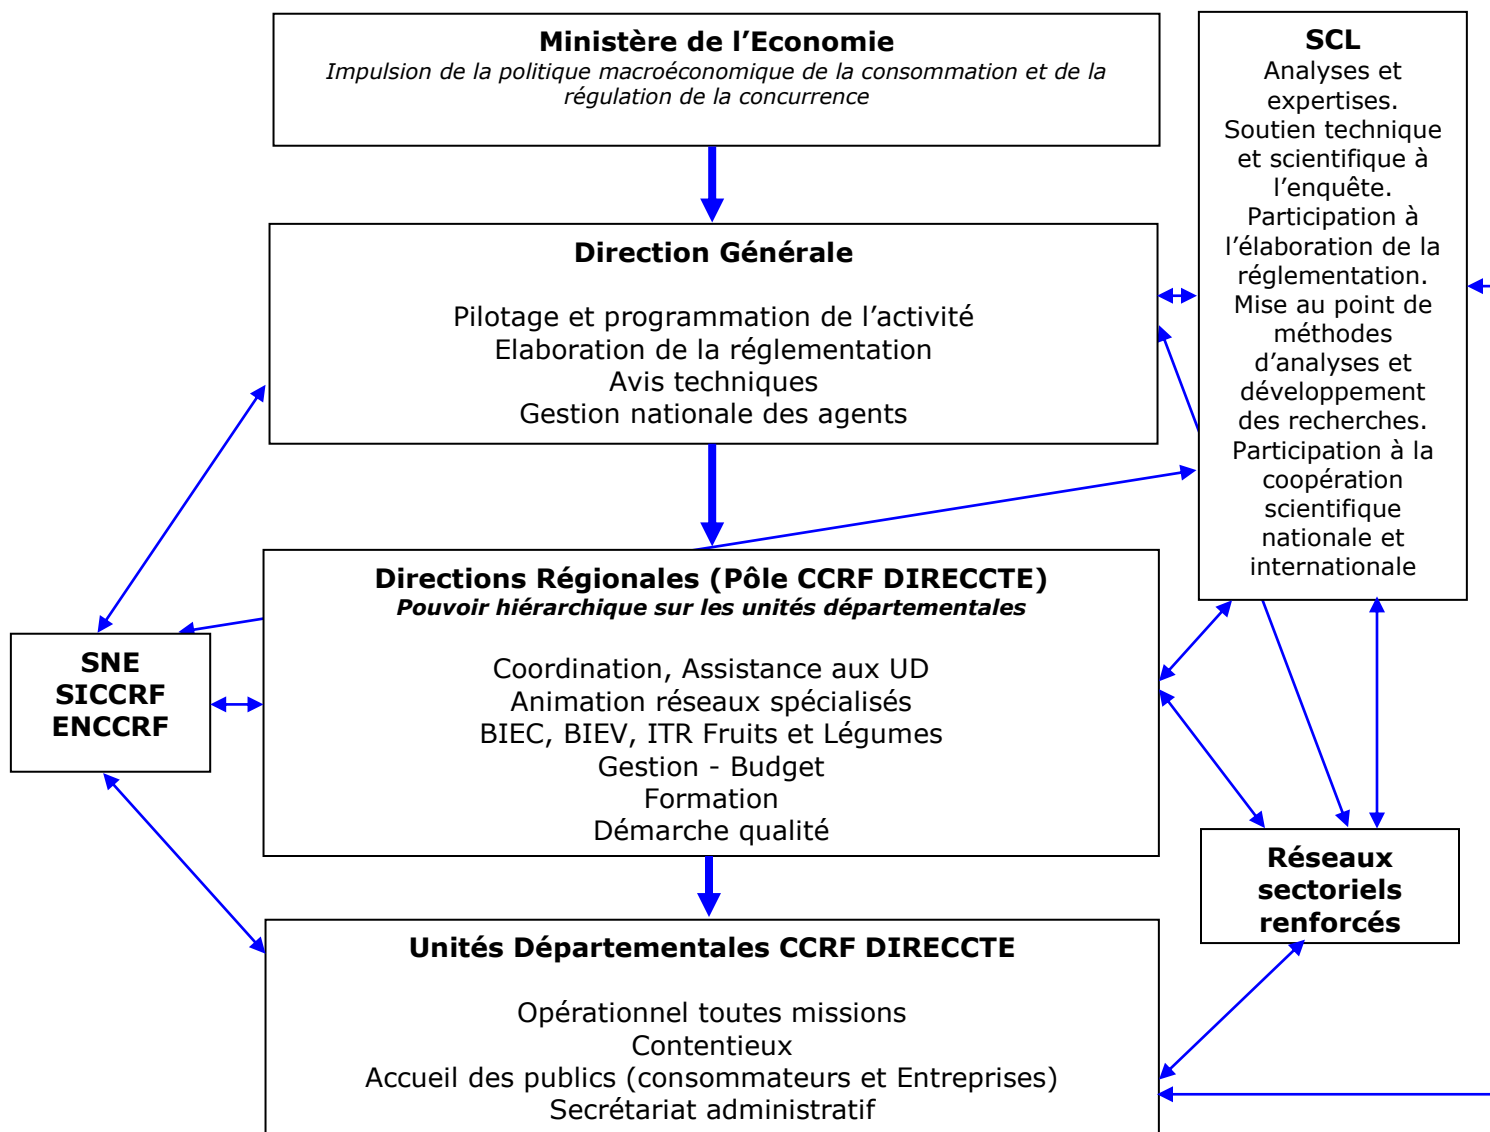 Ministère de l’Economie
Impulsion de la politique macroéconomique de la consommation et de la
régulation de la concurrence
SCL
Analyses et
expertises.
Soutien technique
et scientifique à
l’enquête.
Participation à
l’élaboration de la
réglementation.
Mise au point de
méthodes
d’analyses et
développement
des recherches.
Participation à la
coopération
scientifique
nationale et
internationale
Direction Générale
Pilotage et programmation de l’activité
Elaboration de la réglementation
Avis techniques
Gestion nationale des agents
Directions Régionales (Pôle CCRF DIRECCTE)
Pouvoir hiérarchique sur les unités départementales
Coordination, Assistance aux UD
Animation réseaux spécialisés
BIEC, BIEV, ITR Fruits et Légumes
Gestion - Budget
Formation
Démarche qualité
SNE
SICCRF
ENCCRF
Réseaux
sectoriels
renforcés
Unités Départementales CCRF DIRECCTE
Opérationnel toutes missions
Contentieux
Accueil des publics (consommateurs et Entreprises)
Secrétariat administratif